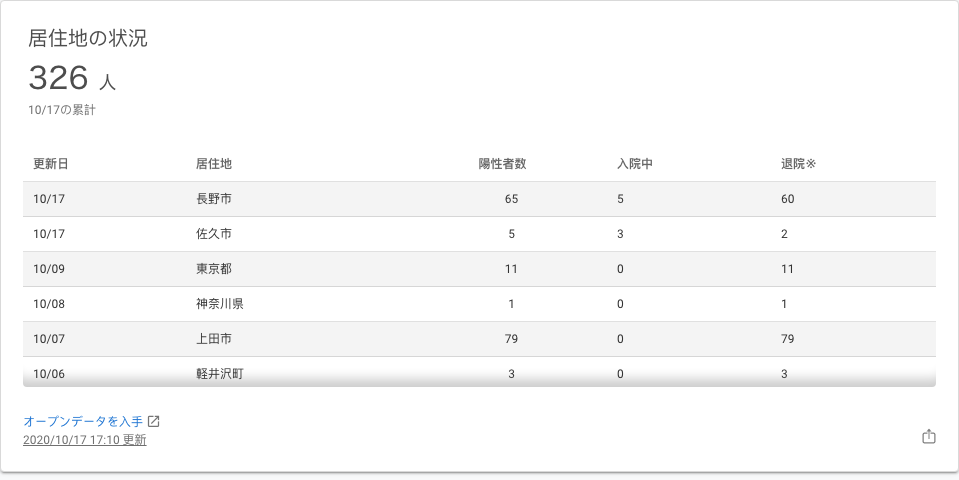 居住地の状況
326 人
10/17の累計
更新日 居住地 陽性者数 入院中 退院※
10/17 長野市 65 5 60
10/17 佐久市 5 3 2
10/09 東京都 11 0 11
10/08 神奈川県 1 0 1
10/07 上田市 79 0 79
10/06 軽井沢町 3 0 3
オープンデータを入手
2020/10/17 17:10 更新